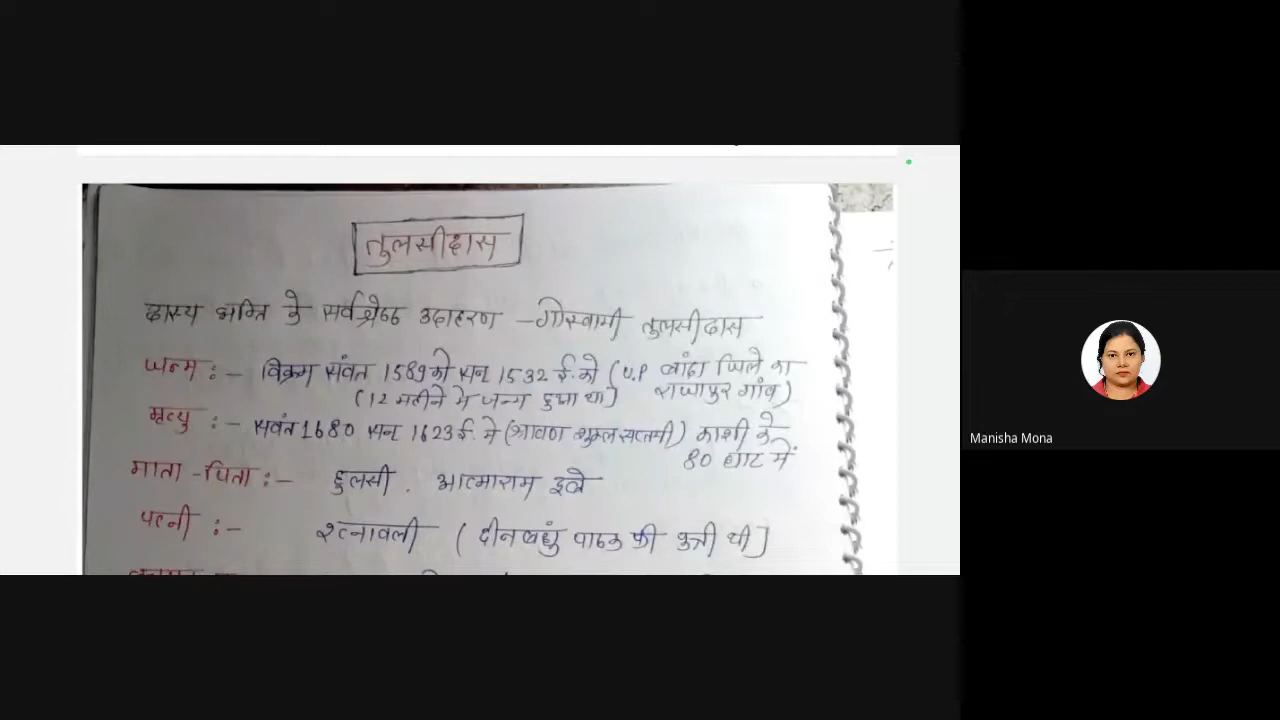 तुलसीदास
दास्य भक्ति के सर्वश्रेष्ठ उदाहरण – गोस्वामी तुलसीदास
जन्म :– विक्रम संवत 1589 को सन् 1532 ई. को ( U.P बांदा जिले का
(12 महीने मे जन्म हुआ था) राजापुर गांव)
मृत्यु :– संवत 1680 सन् 1623 ई. मे (श्रावण शुक्ल सप्तमी) काशी के
80 घाट में
माता - पिता :– हुलसी . आत्माराम दुबे
पत्नी :– रत्नावली ( दीनबंधु पाठक की पुत्री थी ]
Manisha Mona